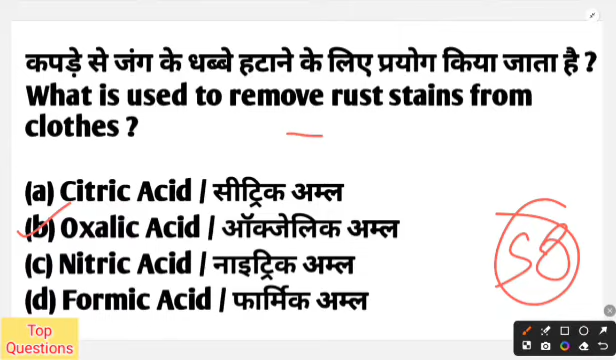 कपड़े से जंग के धब्बे हटाने के लिए प्रयोग किया जाता है ?
What is used to remove rust stains from
clothes ?
(a) Citric Acid / सीट्रिक अम्ल
(b) Oxalic Acid / ऑक्जेलिक अम्ल
(c) Nitric Acid / नाइट्रिक अम्ल
(d) Formic Acid / फार्मिक अम्ल
58
Top
Questions